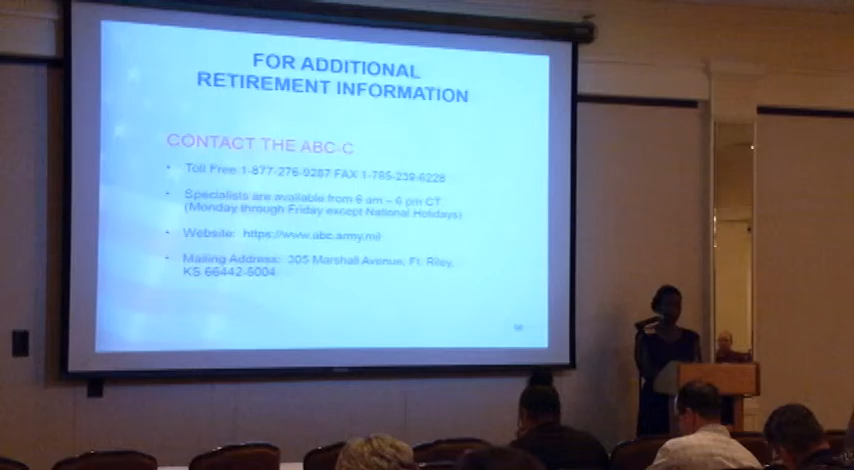 FOR ADDITIONAL
RETIREMENT INFORMATION
CONTACT THE ABC-C
• Toll Free 1-877-276-9287 FAX 1-785-239-6228
• Specialists are available from 6 am – 6 pm CT
(Monday through Friday except National Holidays)
• Website: https://www.abc.army.mil
• Mailing Address: 305 Marshall Avenue, Ft. Riley,
KS 66442-5004